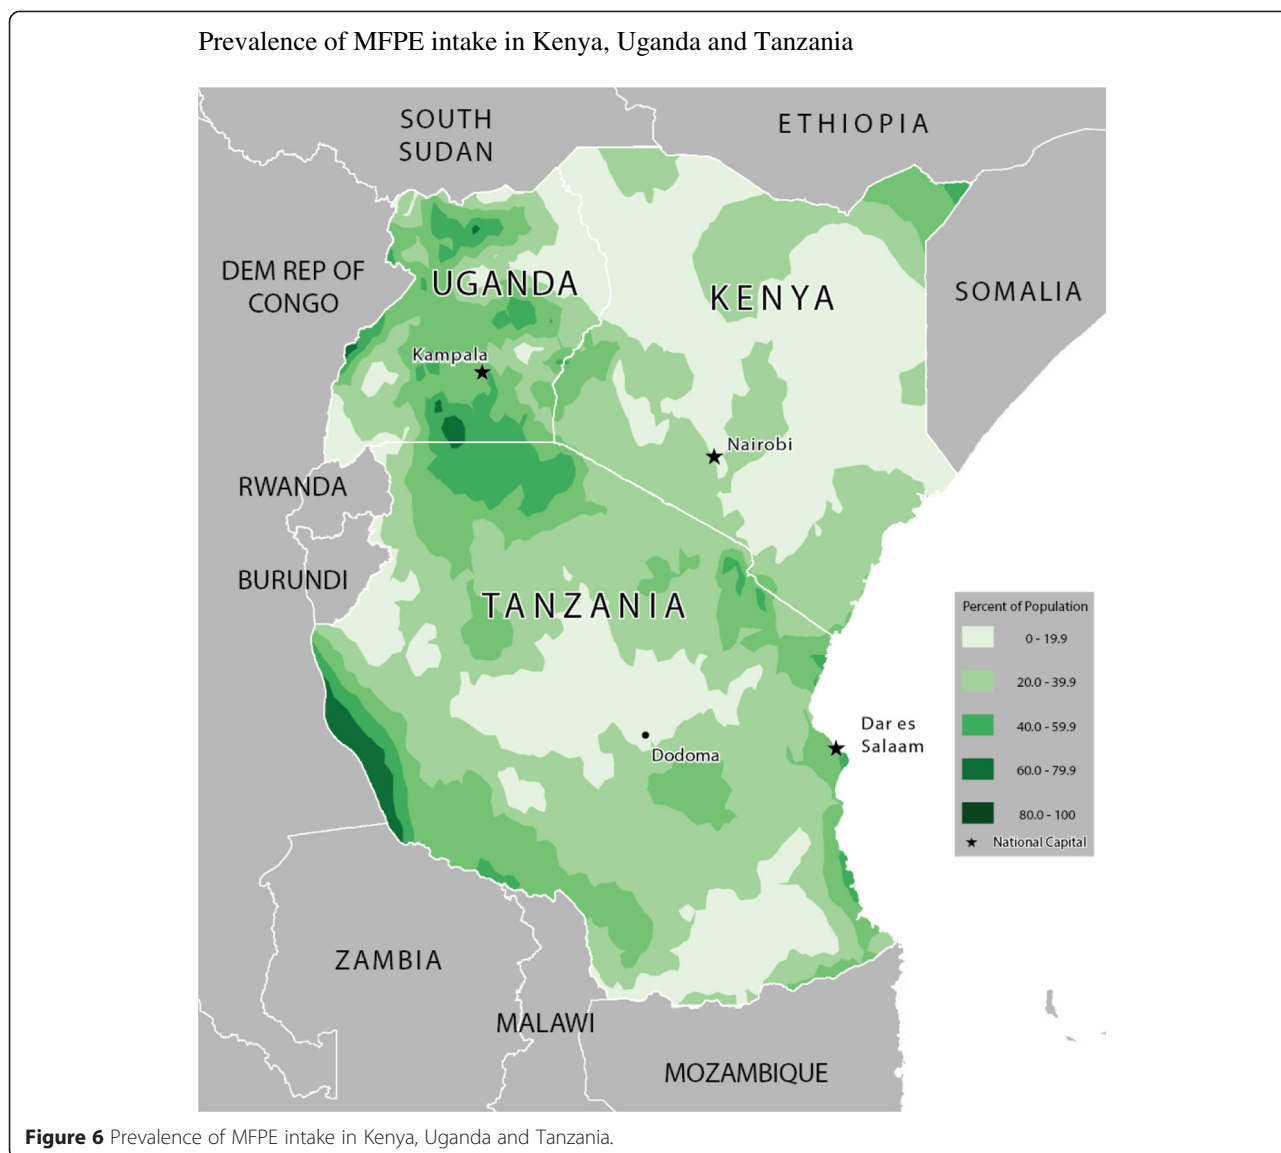 Prevalence of MFPE intake in Kenya, Uganda and Tanzania
SOUTH
SUDAN
ETHIOPIA
DEM REP OF
CONGO
UGANDA
KENYA
SOMALIA
Kampala
Nairobi
RWANDA
BURUNDI
TANZANIA
Dar es
Salaam
Dodoma
Percent of Population
0 - 19.9
20.0 - 39.9
40.0 - 59.9
60.0 - 79.9
80.0 - 100
National Capital
ZAMBIA
MALAWI
MOZAMBIQUE
Figure 6 Prevalence of MFPE intake in Kenya, Uganda and Tanzania.